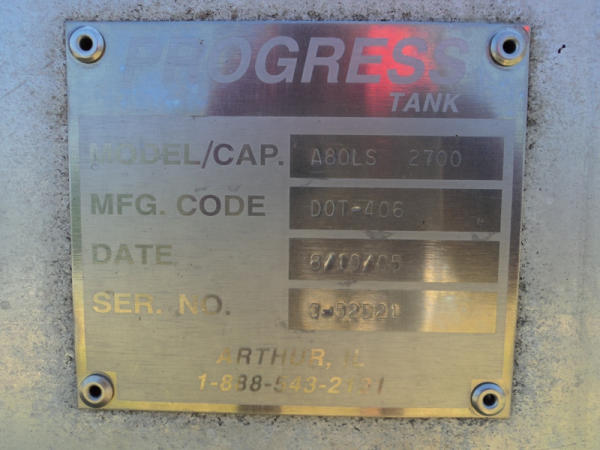 PROGRESS
TANK
MODEL/CAP. A80LS 2700
MFG. CODE DOT-406
DATE
SER. NO.
ARTHUR, IL